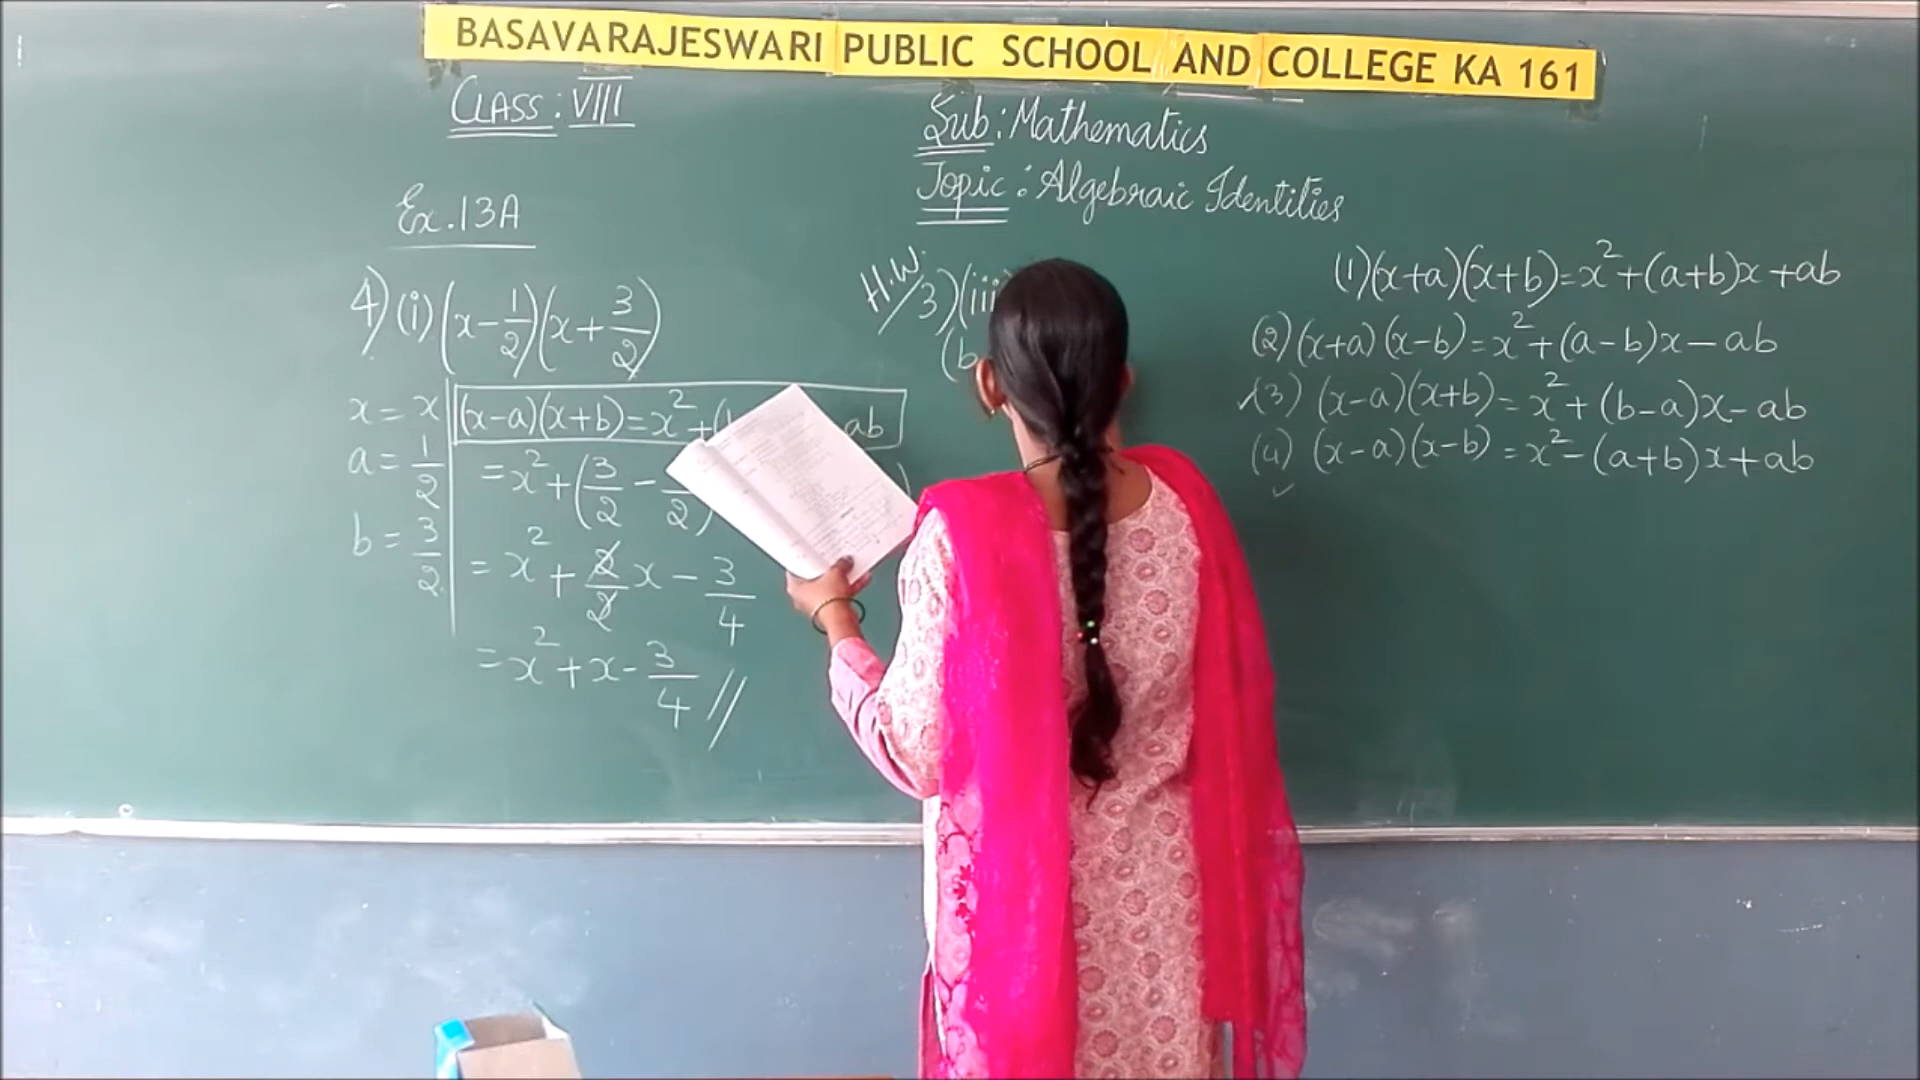 BASAVARAJESWARI PUBLIC SCHOOL AND COLLEGE KA 161
CLASS: VIII
Sub: Mathematics
Topic: Algebraic Identities
Ex.13A
4) (i) (x - 1/2)(x + 3/2)
x = x
a = 1/2
b = 3/2
(x-a)(x+b) = x² + ( ab
= x² + (3/2 - /2)
= x² + 2/2 x - 3/4
= x² + x - 3/4 //
H.W. 3) (iii)
(b
(1) (x+a)(x+b) = x² + (a+b)x + ab
(2) (x+a)(x-b) = x² + (a-b)x - ab
(3) (x-a)(x+b) = x² + (b-a)x - ab
(4) (x-a)(x-b) = x² - (a+b)x + ab